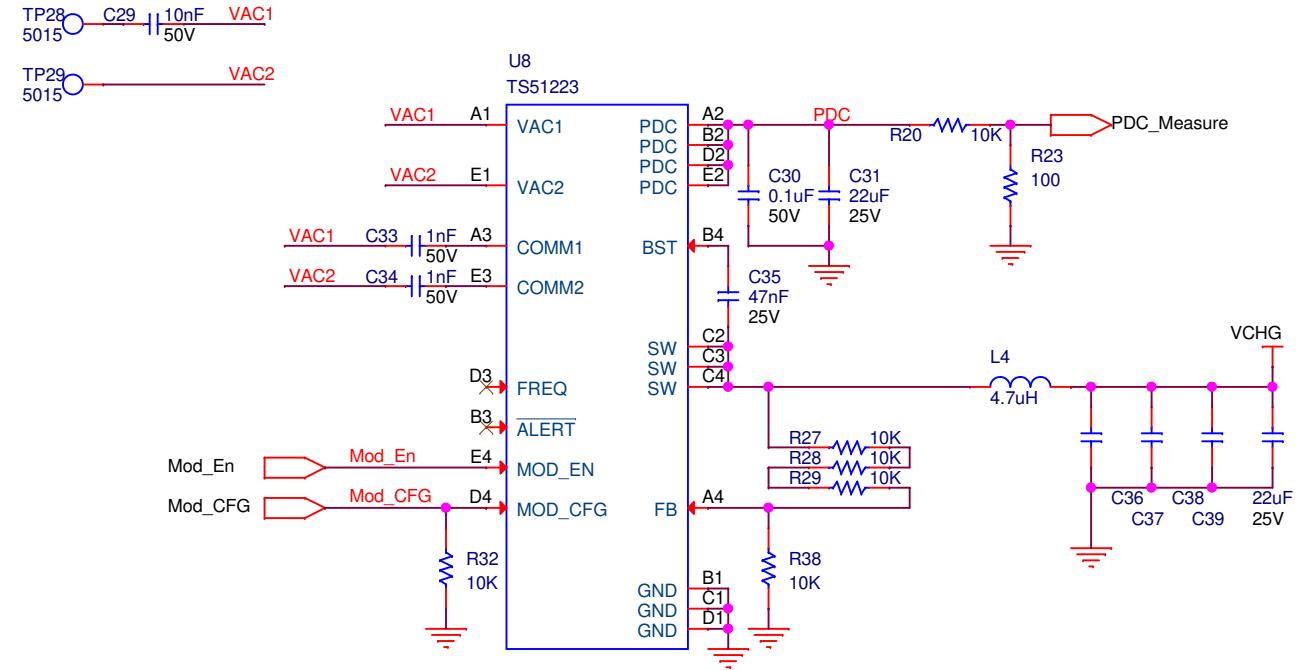 TP28 C29 10nF VAC1
5015 50V
TP29 VAC2
5015
U8
TS51223
VAC1 A1 VAC1 PDC A2 PDC
PDC B2 R20 10K PDC_Measure
PDC D2 R23
VAC2 E1 VAC2 PDC E2 100
C30 C31
0.1uF 22uF
50V 25V
VAC1 C33 1nF A3 COMM1 BST B4
50V
VAC2 C34 1nF E3 COMM2 C35
50V 47nF
25V
SW C2 VCHG
SW C3 L4
D3 FREQ SW C4 4.7uH
B3 ALERT R27 10K
Mod_En Mod_En E4 MOD_EN R28 10K
R29 10K
Mod_CFG Mod_CFG D4 MOD_CFG FB A4 C36 C38 22uF
C37 C39 25V
R32 R38
10K 10K
GND B1
GND C1
GND D1